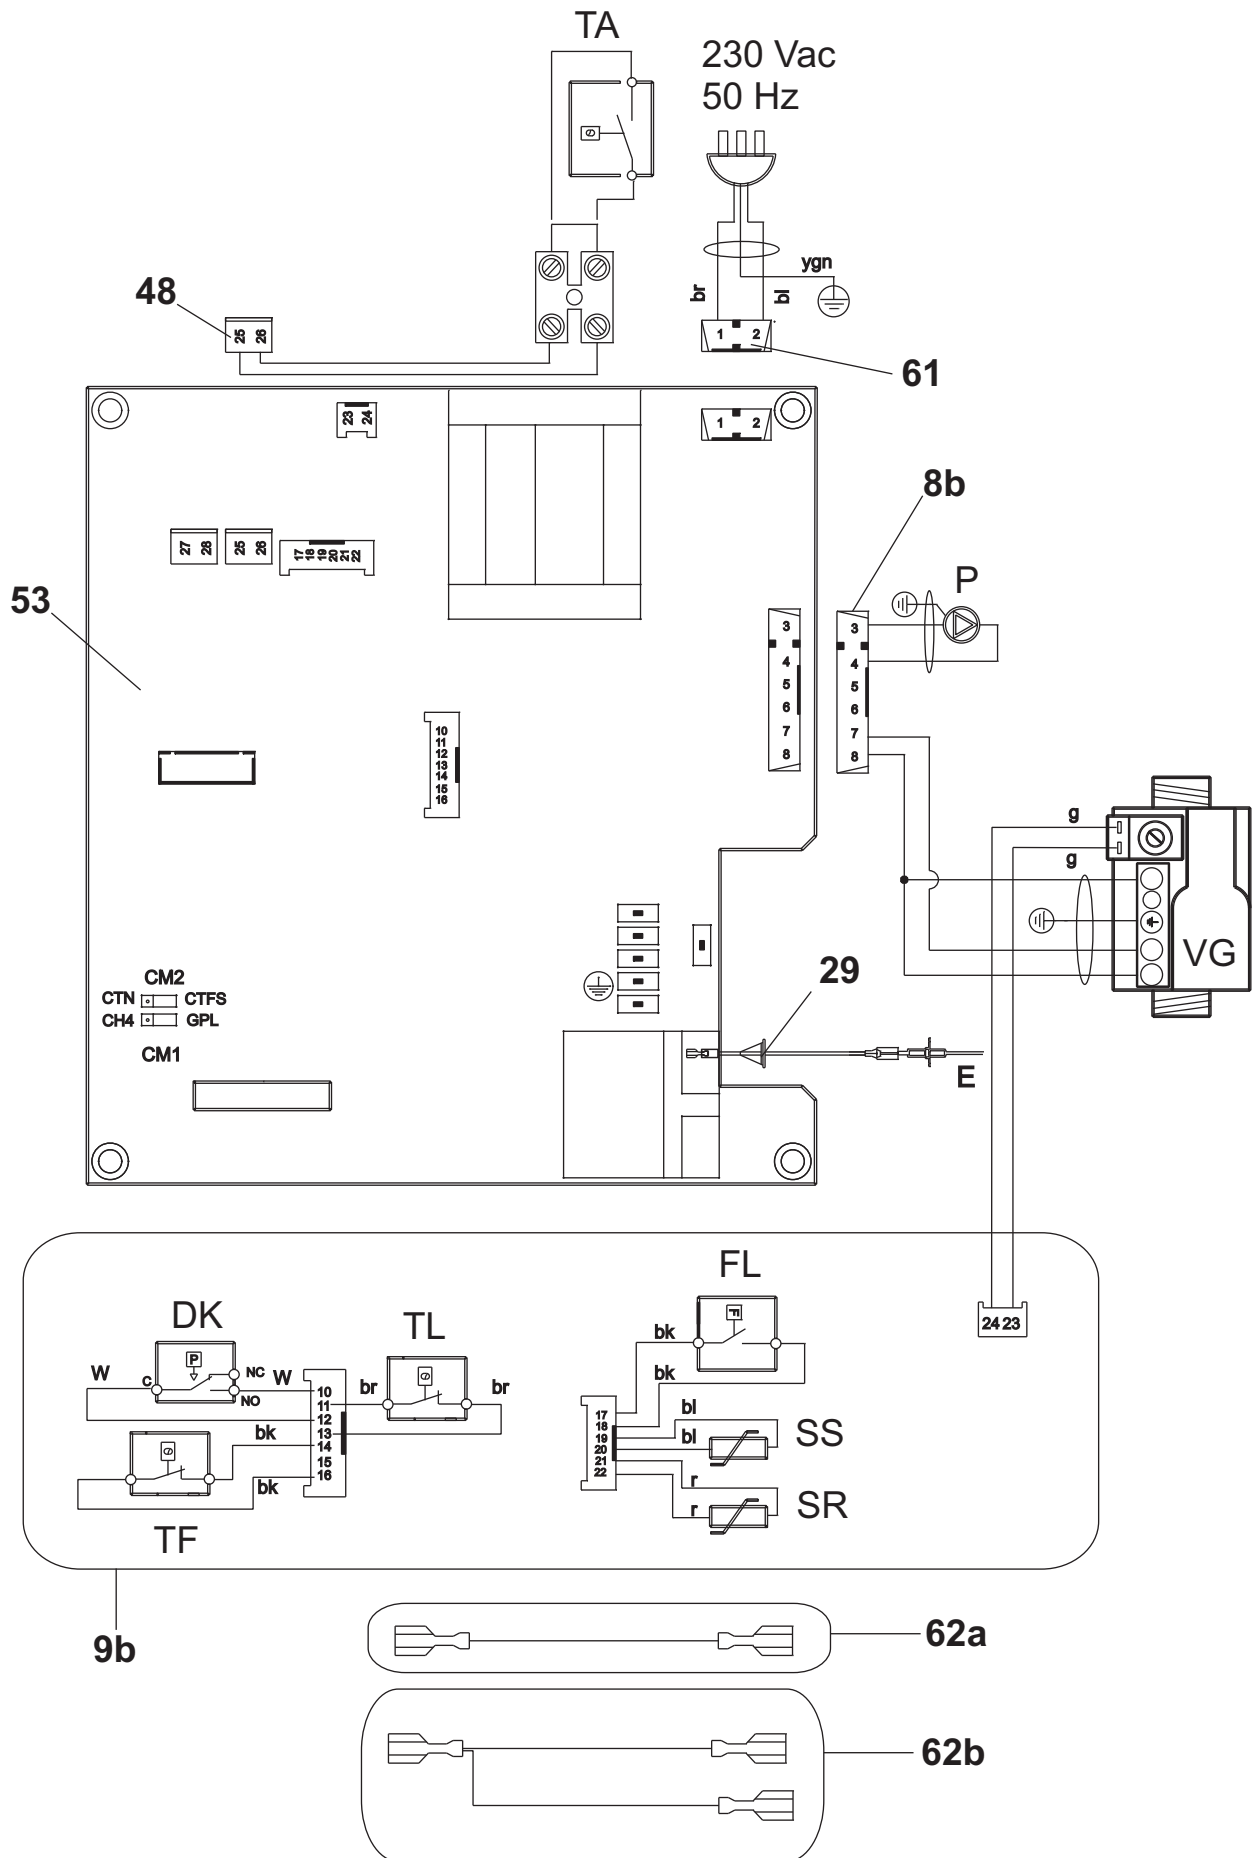 TA
230 Vac
50 Hz
ygn
br
bl
48
25
26
1 2
61
23
24
1 2
8b
27
28
25
26
17
18
19
20
21
22
53
P
3
4
5
6
7
8
3
4
5
6
7
8
10
11
12
13
14
15
16
g
g
VG
CM2
CTN
CTFS
CH4
GPL
CM1
29
E
FL
F
24 23
DK
TL
P
W
C
NC
W
NO
bk
bk
br
br
10
11
12
13
14
15
16
bk
bk
TF
17
18
19
20
21
22
bl
bl
SS
r
r
SR
9b
62a
62b